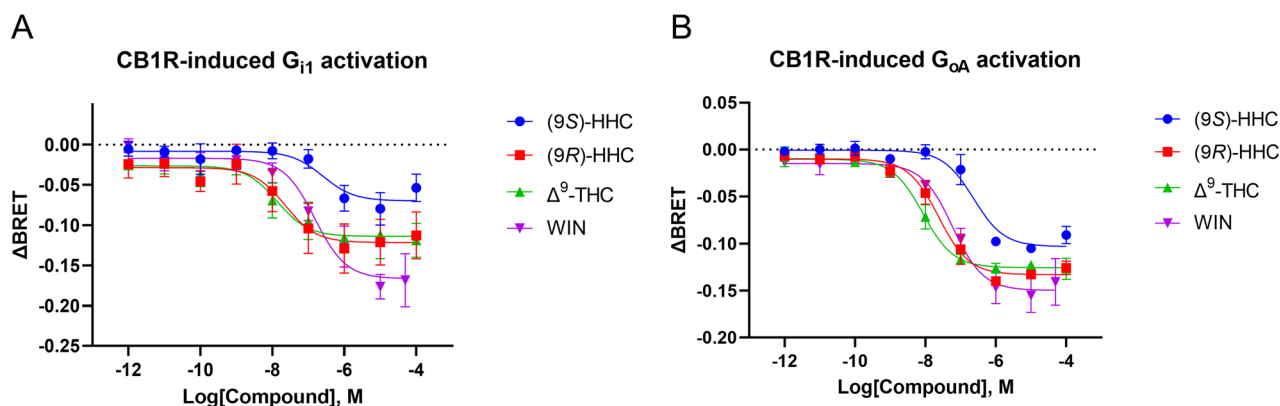 A
CB1R-induced Gi1 activation
0.00
-0.05
-0.10
-0.15
-0.20
-0.25
ΔBRET
-12
-10
-8
-6
-4
Log[Compound], M
(9S)-HHC
(9R)-HHC
Δ⁹-THC
WIN
B
CB1R-induced GoA activation
0.05
0.00
-0.05
-0.10
-0.15
-0.20
ΔBRET
-12
-10
-8
-6
-4
Log[Compound], M
(9S)-HHC
(9R)-HHC
Δ⁹-THC
WIN